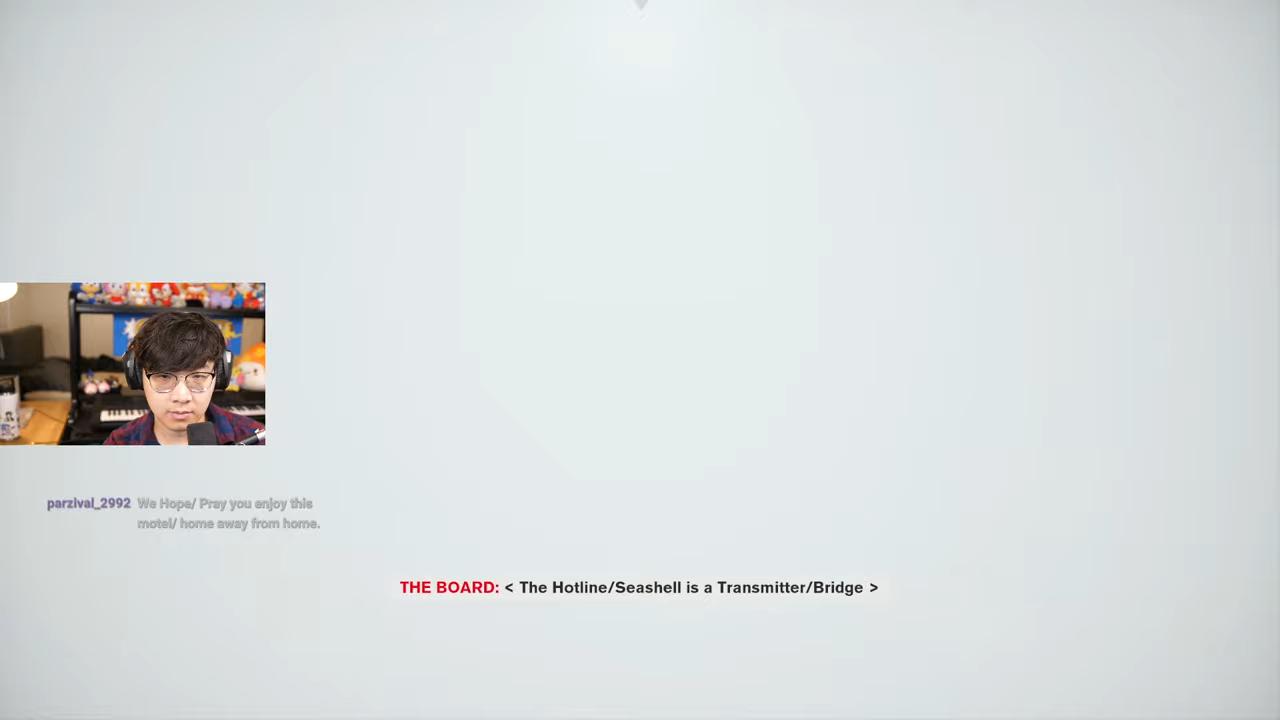 parzival_2992 We Hope/ Pray you enjoy this
motel/ home away from home.
THE BOARD: < The Hotline/Seashell is a Transmitter/Bridge >